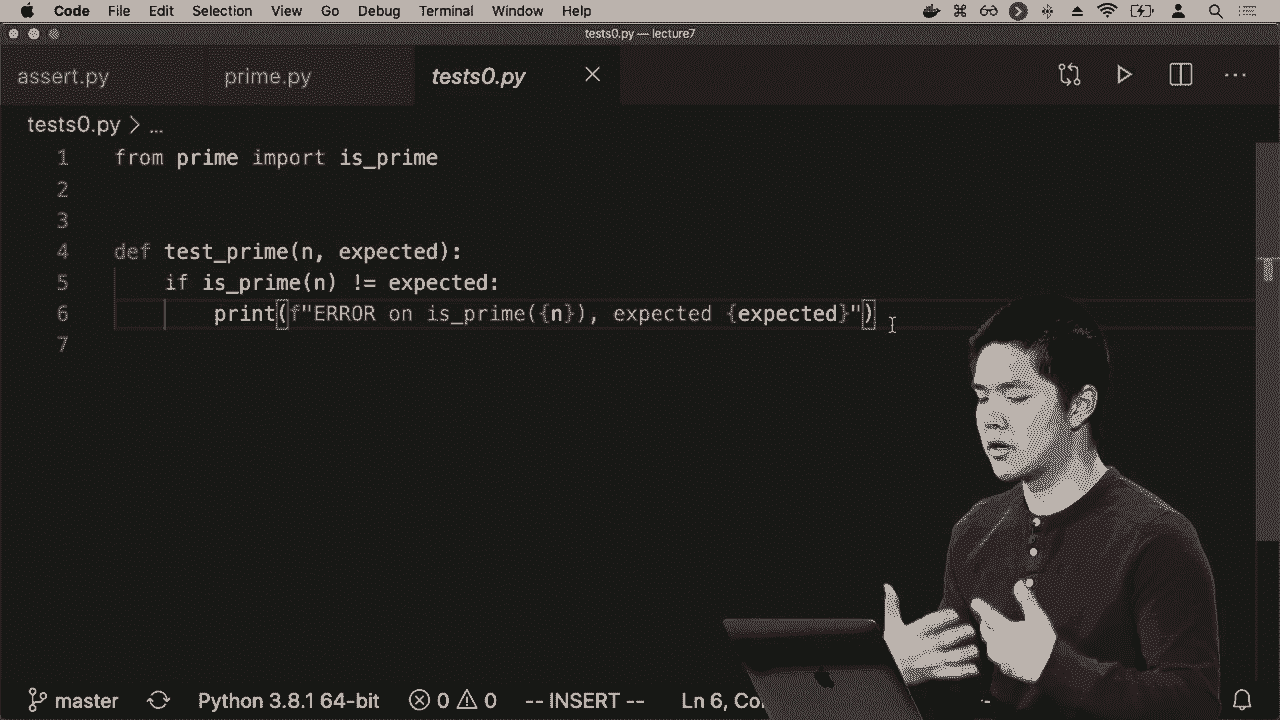 Code File Edit Selection View Go Debug Terminal Window Help
tests0.py — lecture7
assert.py prime.py tests0.py
tests0.py > ...
1 from prime import is_prime
2
3
4 def test_prime(n, expected):
5 if is_prime(n) != expected:
6 print(f"ERROR on is_prime({n}), expected {expected}")
7
master Python 3.8.1 64-bit 0 0 -- INSERT -- Ln 6,